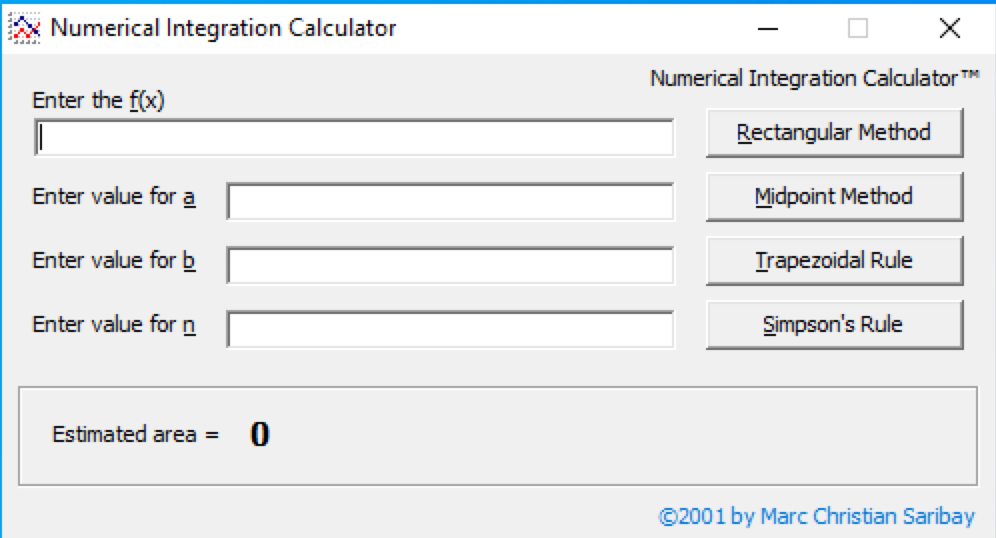 Numerical Integration Calculator
Numerical Integration Calculator™
Enter the f(x)
Rectangular Method
Enter value for a
Midpoint Method
Enter value for b
Trapezoidal Rule
Enter value for n
Simpson's Rule
Estimated area = 0
©2001 by Marc Christian Saribay